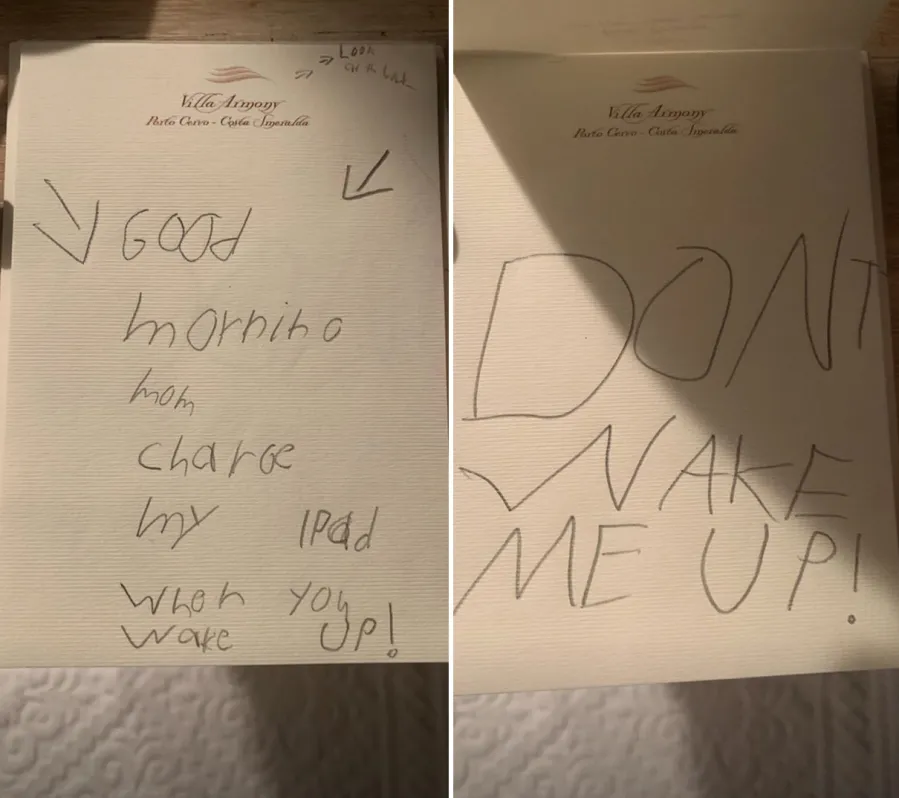 LOOK
Villa Armony
Porto Cervo - Costa Smeralda
GOOd
morning
mom
charge
my IPad
when you
wake UP!
Villa Armony
Porto Cervo - Costa Smeralda
DONT
WAKE
ME UP!